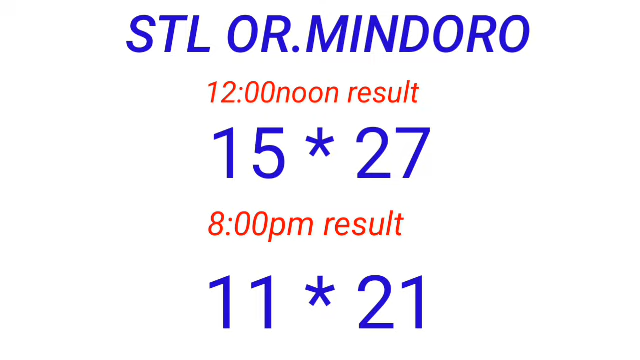 STL OR.MINDORO
12:00noon result
15 * 27
8:00pm result
11 * 21